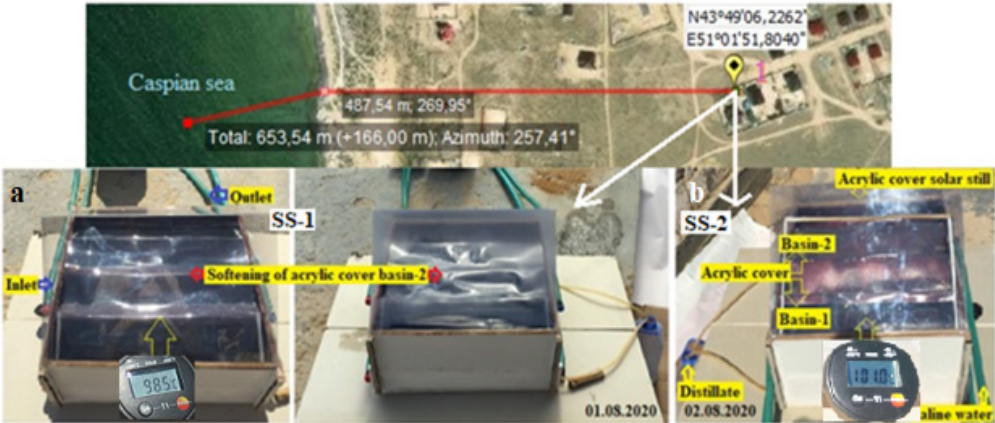 N43°49'06,2262"
E51°01'51,8040"
1
Caspian sea
487,54 m; 269,95°
Total: 653,54 m (+166,00 m); Azimuth: 257,41°
a
Outlet
SS-1
Inlet
Softening of acrylic cover basin-2
98.5
01.08.2020
b
Acrylic cover solar still
SS-2
Basin-2
Acrylic cover
Basin-1
Distillate
101.0
02.08.2020
aline water